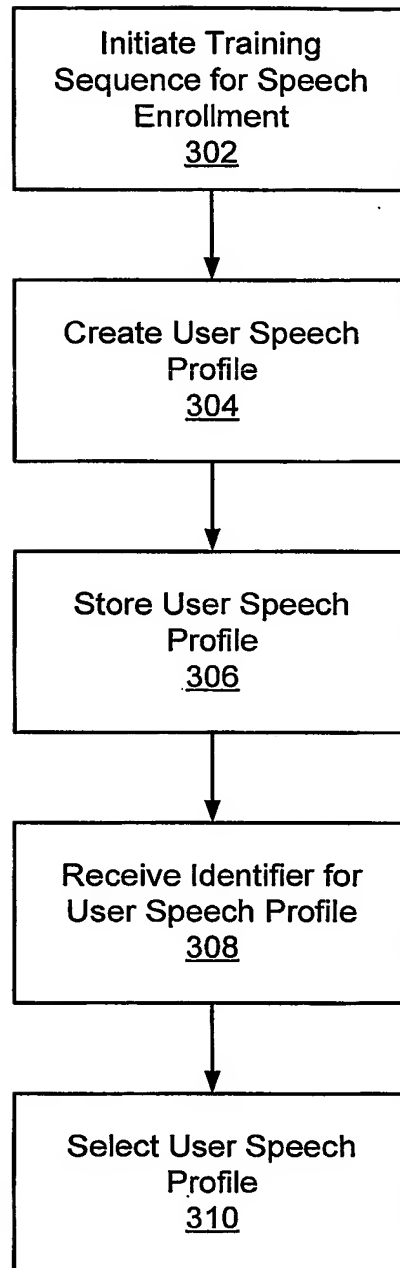 Initiate Training
Sequence for Speech
Enrollment
302
Create User Speech
Profile
304
Store User Speech
Profile
306
Receive Identifier for
User Speech Profile
308
Select User Speech
Profile
310